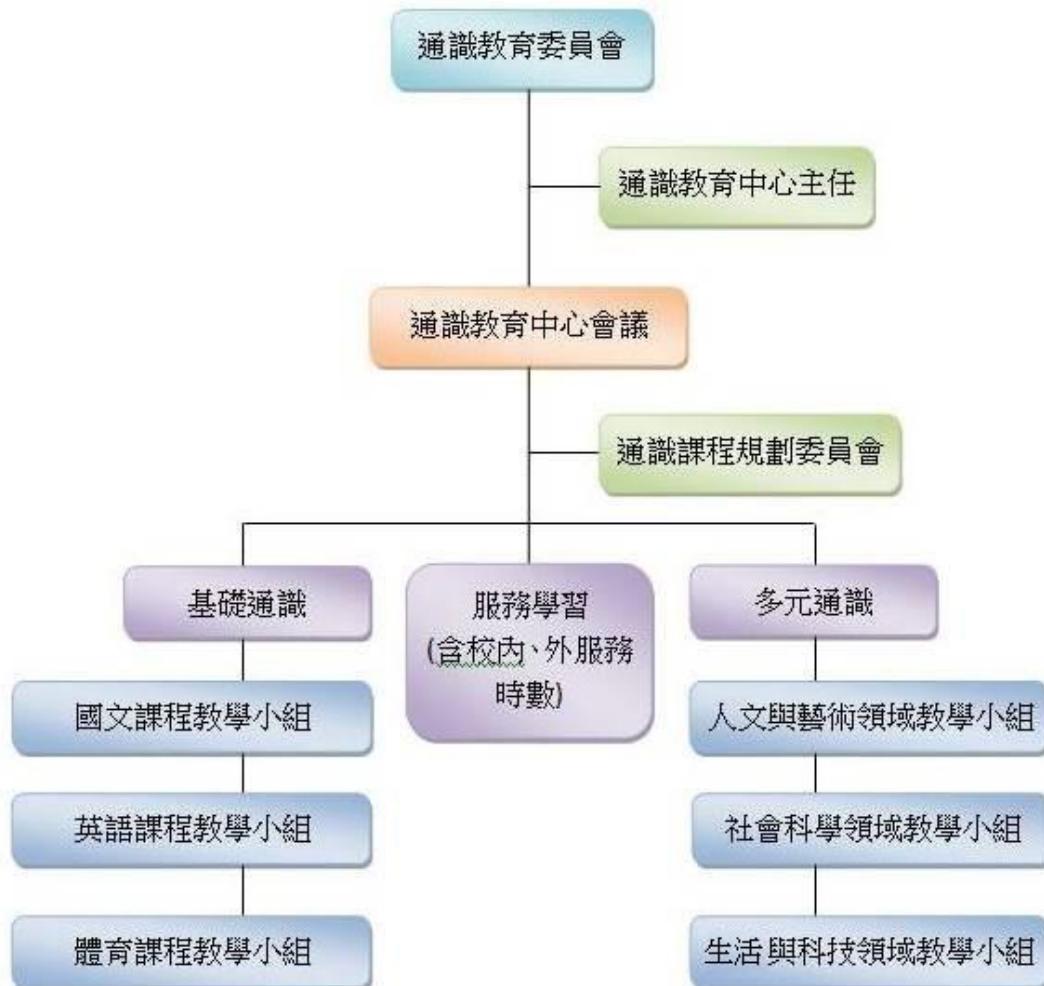 通識教育委員會
通識教育中心主任
通識教育中心會議
通識課程規劃委員會
基礎通識
服務學習
(含校內、外服務
時數)
多元通識
國文課程教學小組
人文與藝術領域教學小組
英語課程教學小組
社會科學領域教學小組
體育課程教學小組
生活與科技領域教學小組